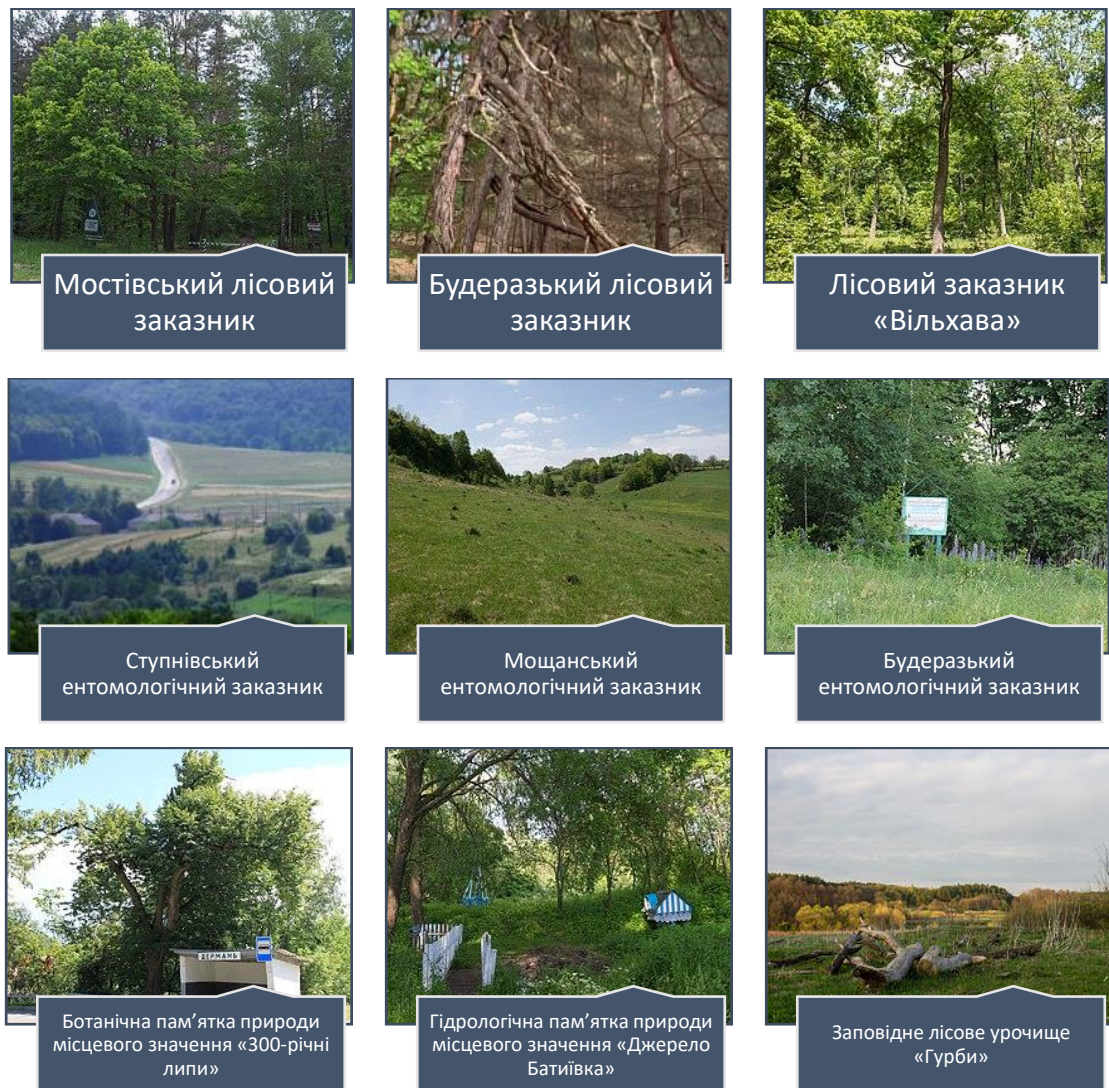 Мостівський лісовий
заказник
Будеразький лісовий
заказник
Лісовий заказник
«Вільхава»
Ступнівський
ентомологічний заказник
Мощанський
ентомологічний заказник
Будеразький
ентомологічний заказник
ДЕРМАНЬ
Ботанічна пам’ятка природи
місцевого значення «300-річні
липи»
Гідрологічна пам’ятка природи
місцевого значення «Джерело
Батиївка»
Заповідне лісове урочище
«Гурби»